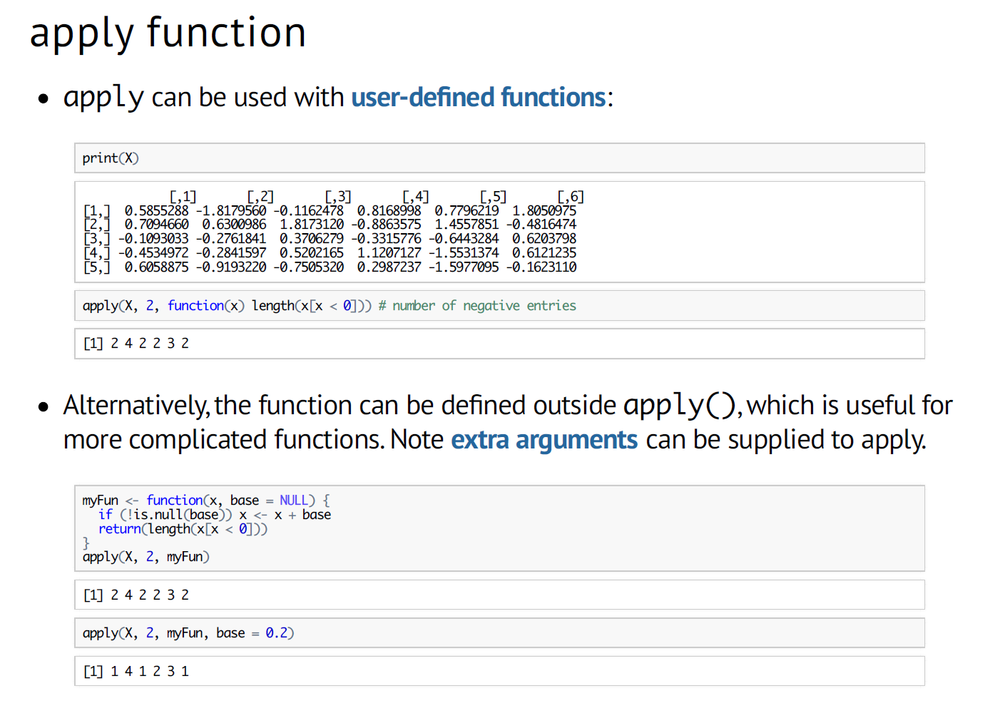 apply function
• apply can be used with user-defined functions:
print(X)
[,1] [,2] [,3] [,4] [,5] [,6]
[1,] 0.5855288 -1.8179560 -0.1162478 0.8168998 0.7796219 1.8050975
[2,] 0.7094660 0.6300986 1.8173120 -0.8863575 1.4557851 -0.4816474
[3,] -0.1093033 -0.2761841 0.3706279 -0.3315776 -0.6443284 0.6203798
[4,] -0.4534972 -0.2841597 0.5202165 1.1207127 -1.5531374 0.6121235
[5,] 0.6058875 -0.9193220 -0.7505320 0.2987237 -1.5977095 -0.1623110
apply(X, 2, function(x) length(x[x < 0])) # number of negative entries
[1] 2 4 2 2 3 2
• Alternatively, the function can be defined outside apply(), which is useful for
more complicated functions. Note extra arguments can be supplied to apply.
myFun <- function(x, base = NULL) {
  if (!is.null(base)) x <- x + base
  return(length(x[x < 0]))
}
apply(X, 2, myFun)
[1] 2 4 2 2 3 2
apply(X, 2, myFun, base = 0.2)
[1] 1 4 1 2 3 1